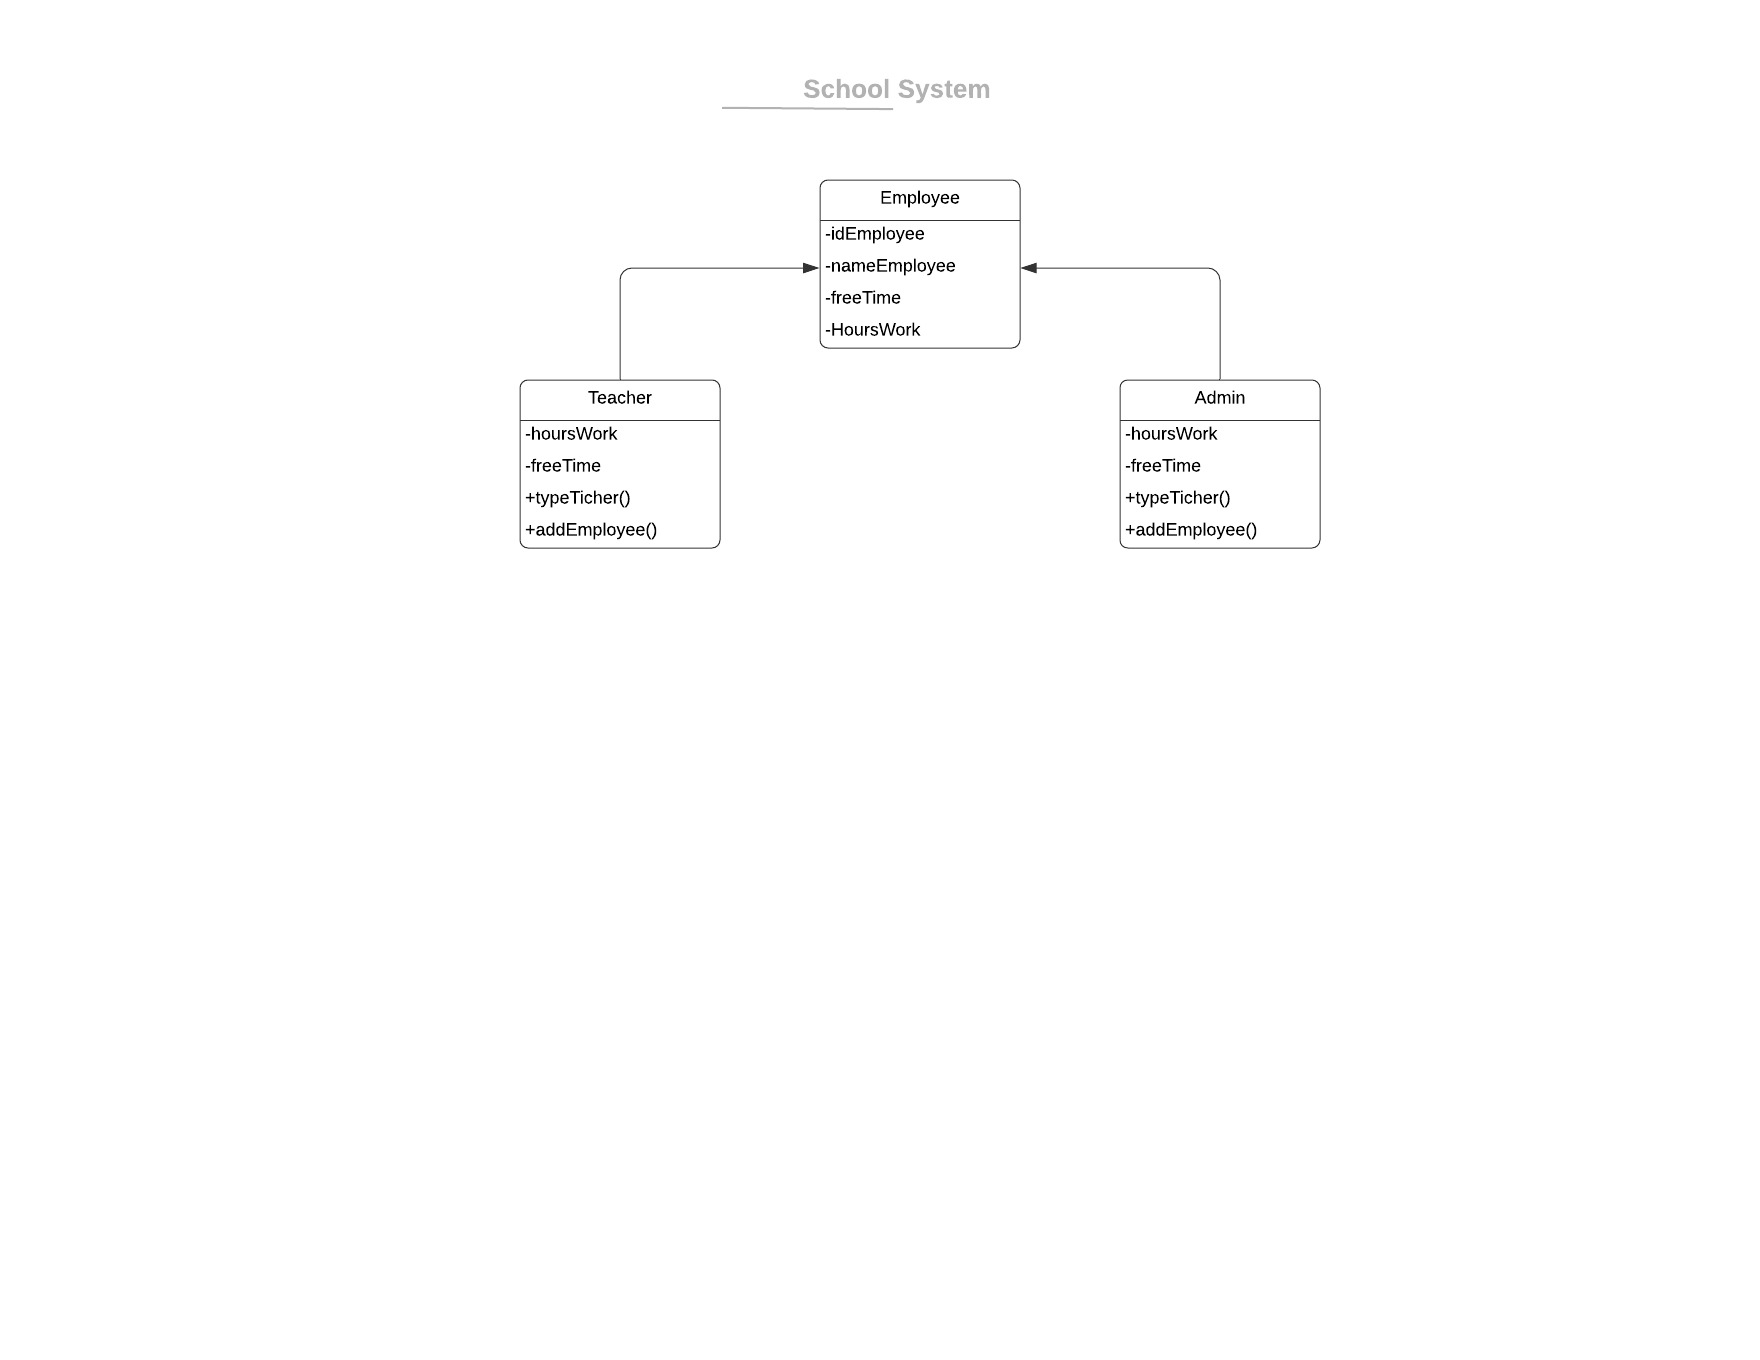 School System
Employee
-idEmployee
-nameEmployee
-freeTime
-HoursWork
Teacher
-hoursWork
-freeTime
+typeTicher()
+addEmployee()
Admin
-hoursWork
-freeTime
+typeTicher()
+addEmployee()